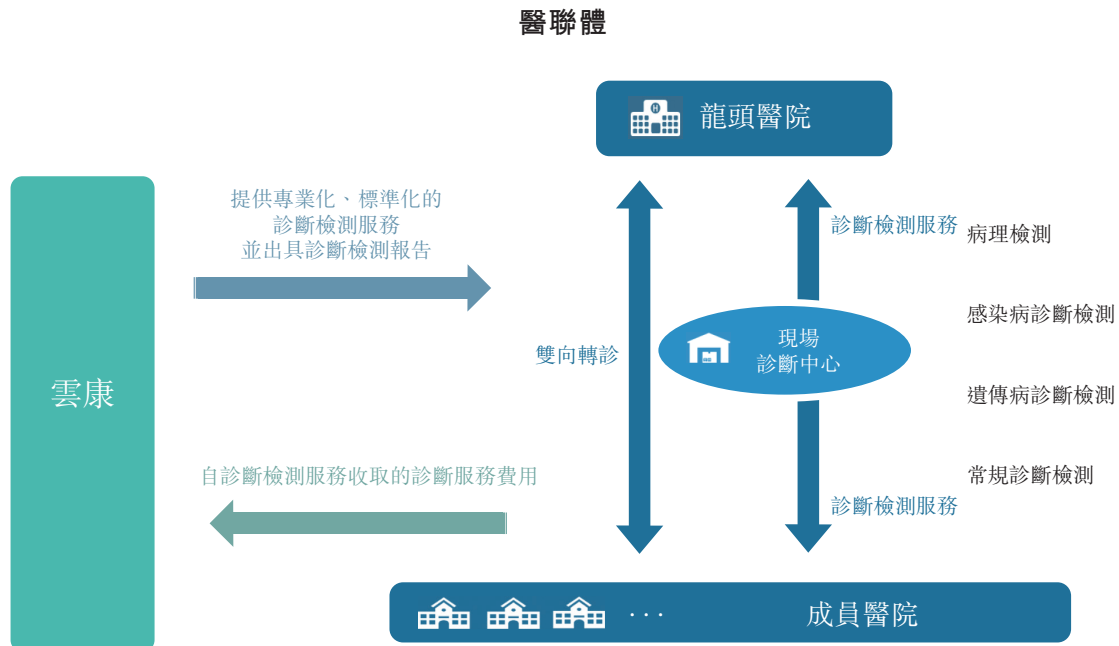 醫聯體
龍頭醫院
提供專業化、標準化的
診斷檢測服務
並出具診斷檢測報告
診斷檢測服務
病理檢測
感染病診斷檢測
現場
診斷中心
雙向轉診
雲康
遺傳病診斷檢測
自診斷檢測服務收取的診斷服務費用
常規診斷檢測
診斷檢測服務
··· 成員醫院